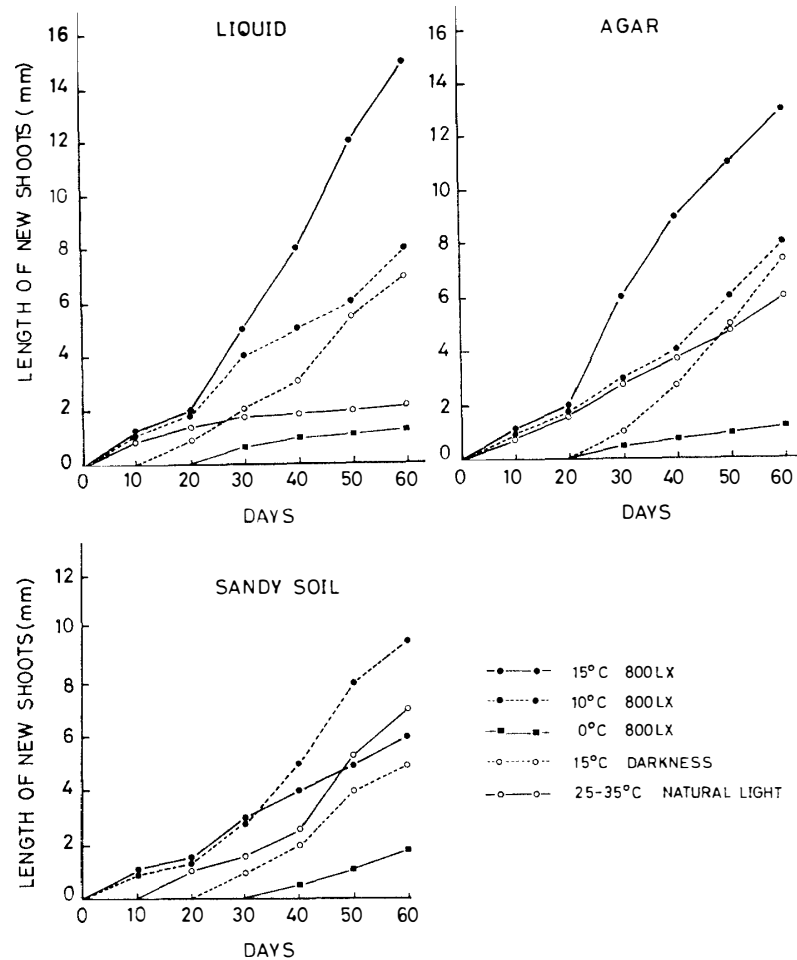 LIQUID
LENGTH OF NEW SHOOTS (mm)
16
14
12
10
8
6
4
2
0
0 10 20 30 40 50 60
DAYS
AGAR
16
14
12
10
8
6
4
2
0
0 10 20 30 40 50 60
DAYS
SANDY SOIL
LENGTH OF NEW SHOOTS (mm)
12
10
8
6
4
2
0
0 10 20 30 40 50 60
DAYS
15°C 800LX
10°C 800LX
0°C 800LX
15°C DARKNESS
25-35°C NATURAL LIGHT